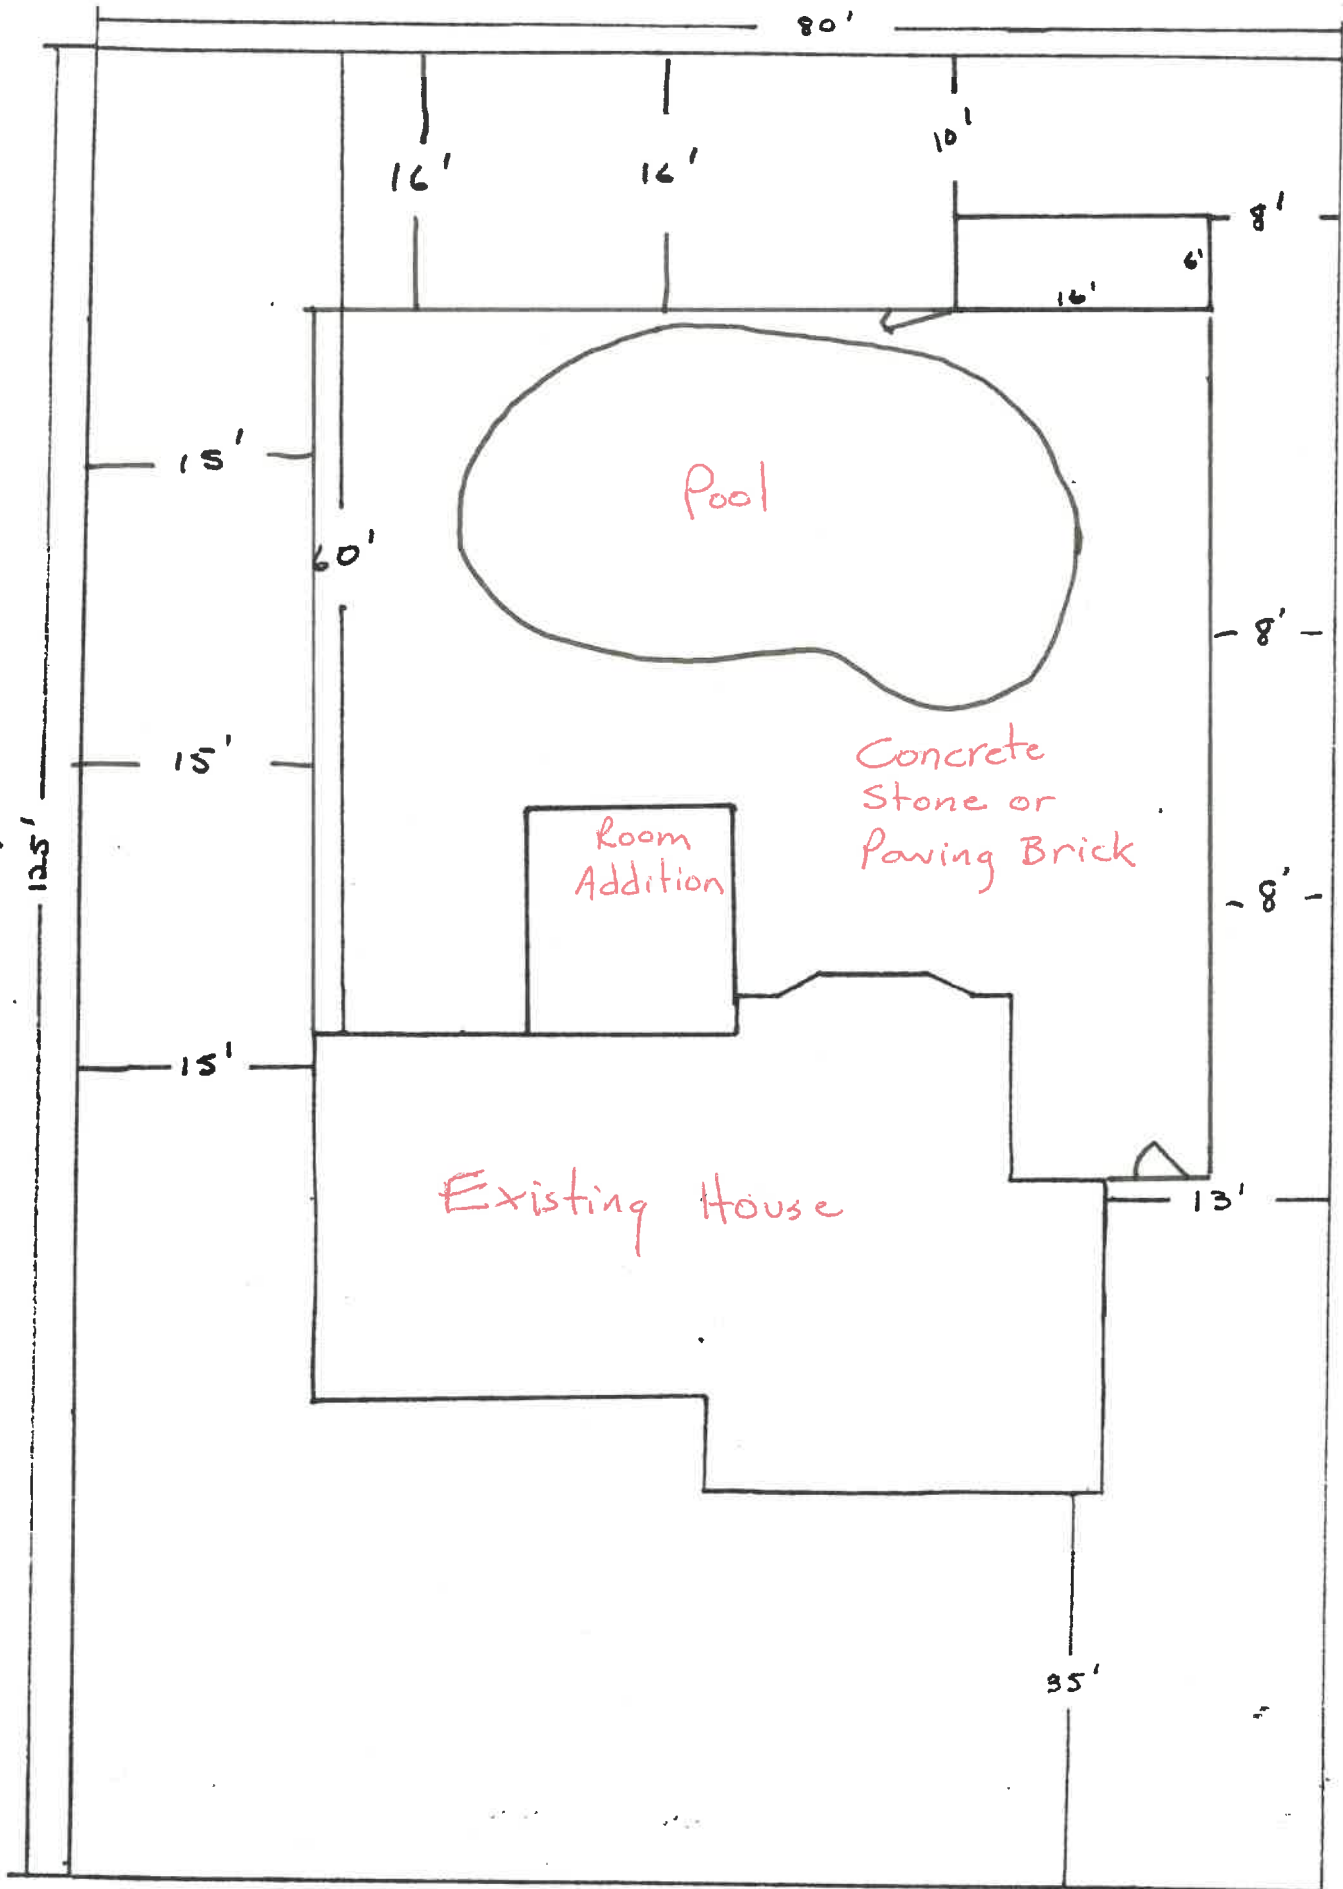 80'
16'
16'
10'
8'
6'
16'
15'
Pool
60'
8'
15'
Concrete
Stone or
Paving Brick
125'
Room
Addition
8'
15'
Existing House
13'
35'